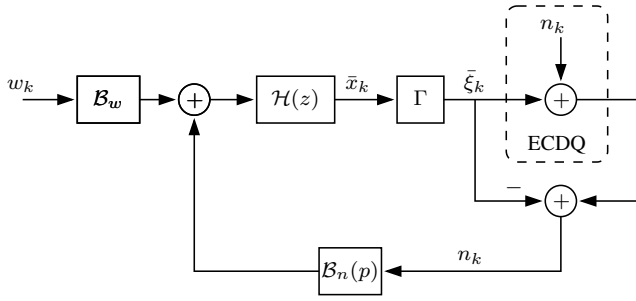 n_k
w_k
𝓑_w
+
𝓗(z)
x̄_k
Γ
ξ̄_k
+
ECDQ
−
+
n_k
𝓑_n(p)